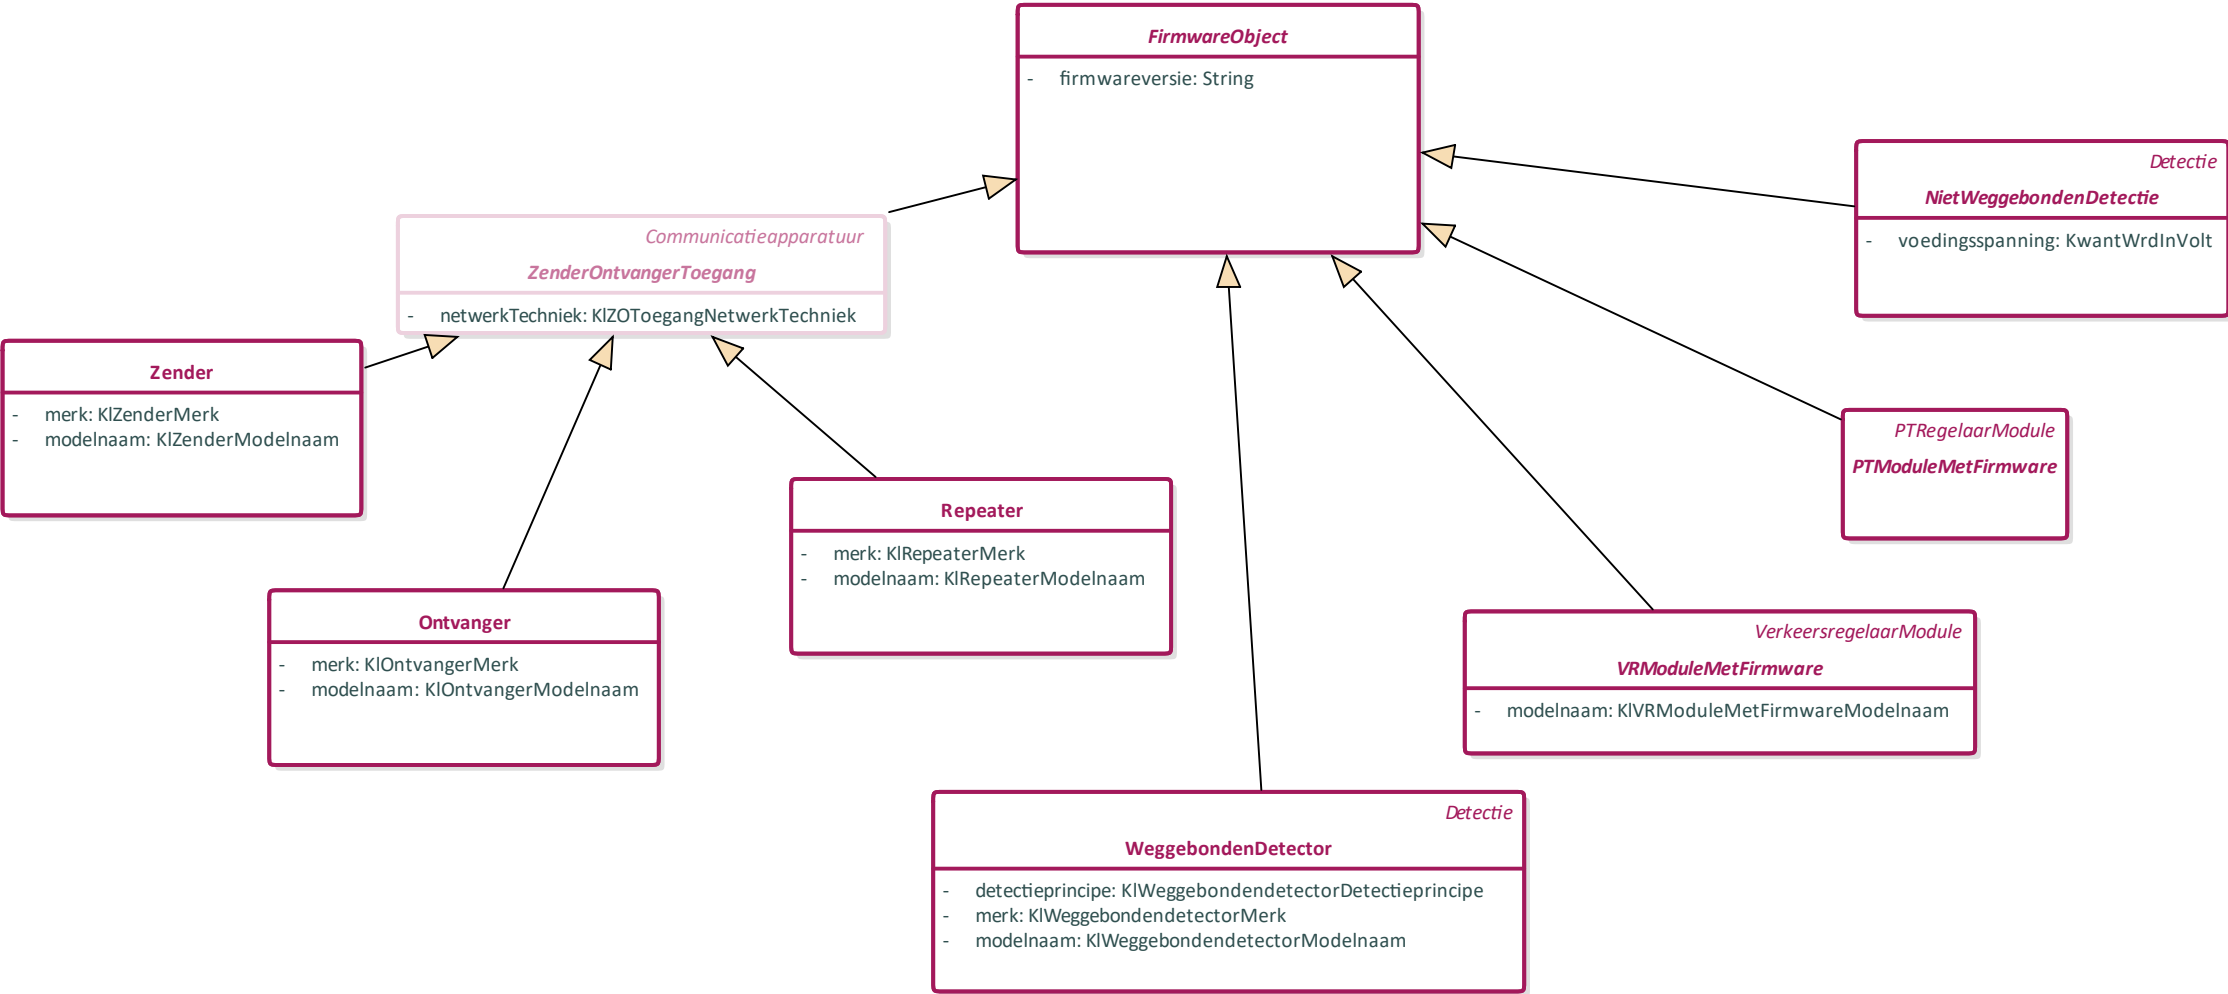 FirmwareObject
- firmwareversie: String
Detectie
NietWeggebondenDetectie
- voedingsspanning: KwantWrdInVolt
Communicatieapparatuur
ZenderOntvangerToegang
- netwerkTechniek: KlZOToegangNetwerkTechniek
Zender
- merk: KlZenderMerk
- modelnaam: KlZenderModelnaam
PTRegelaarModule
PTModuleMetFirmware
Repeater
- merk: KlRepeaterMerk
- modelnaam: KlRepeaterModelnaam
Ontvanger
- merk: KlOntvangerMerk
- modelnaam: KlOntvangerModelnaam
VerkeersregelaarModule
VRModuleMetFirmware
- modelnaam: KlVRModuleMetFirmwareModelnaam
Detectie
WeggebondenDetector
- detectieprincipe: KlWeggebondendetectorDetectieprincipe
- merk: KlWeggebondendetectorMerk
- modelnaam: KlWeggebondendetectorModelnaam